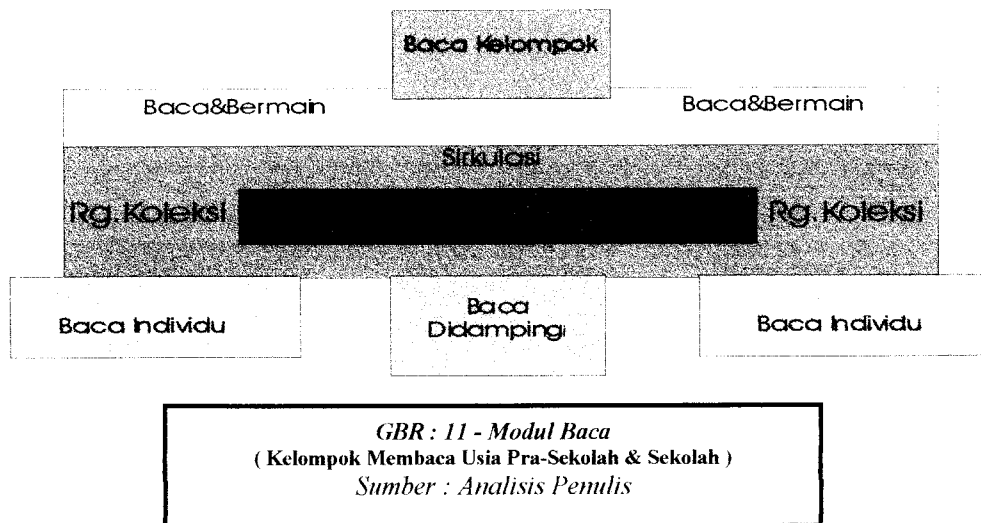 Baca Kelompok
Baca&Bermain Baca&Bermain
Sirkulasi
Rg.Koleksi Rg.Koleksi
Baca Individu Baca Didampingi Baca Individu
GBR : 11 - Modul Baca
( Kelompok Membaca Usia Pra-Sekolah & Sekolah )
Sumber : Analisis Penulis